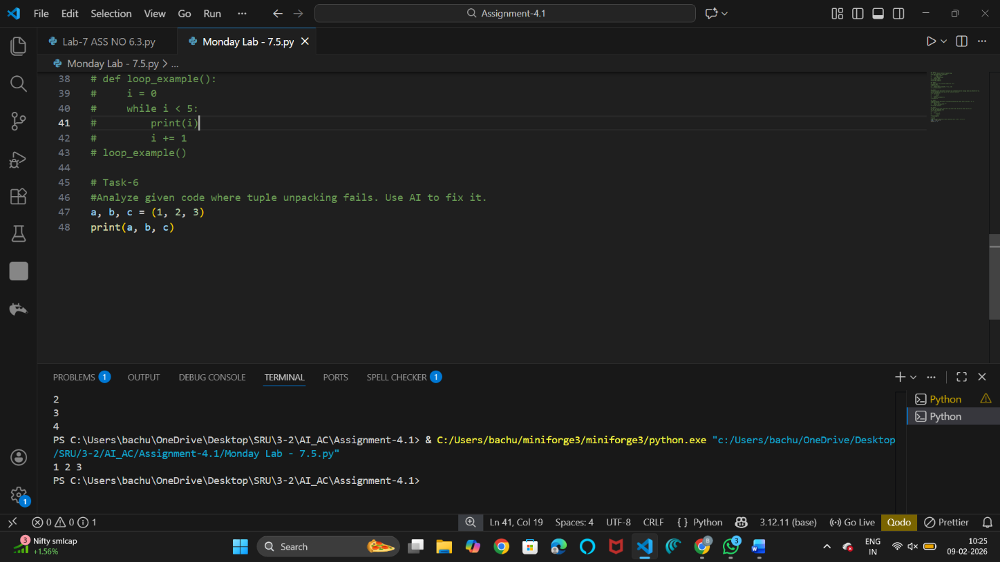 File Edit Selection View Go Run ··· Assignment-4.1
Lab-7 ASS NO 6.3.py Monday Lab - 7.5.py
Monday Lab - 7.5.py > ...
38 # def loop_example():
39 #     i = 0
40 #     while i < 5:
41 #         print(i)
42 #         i += 1
43 # loop_example()
44
45 # Task-6
46 #Analyze given code where tuple unpacking fails. Use AI to fix it.
47 a, b, c = (1, 2, 3)
48 print(a, b, c)
PROBLEMS 1 OUTPUT DEBUG CONSOLE TERMINAL PORTS SPELL CHECKER 1
2
3
4
PS C:\Users\bachu\OneDrive\Desktop\SRU\3-2\AI_AC\Assignment-4.1> & C:/Users/bachu/miniforge3/miniforge3/python.exe "c:/Users/bachu/OneDrive/Desktop
/SRU/3-2/AI_AC/Assignment-4.1/Monday Lab - 7.5.py"
1 2 3
PS C:\Users\bachu\OneDrive\Desktop\SRU\3-2\AI_AC\Assignment-4.1>
Python
Python
1
0 0 1 Ln 41, Col 19 Spaces: 4 UTF-8 CRLF { } Python 3.12.11 (base) Go Live Qodo Prettier
3 Nifty smlcap
+1.56%
Search
B
3
ENG
IN
10:25
09-02-2026